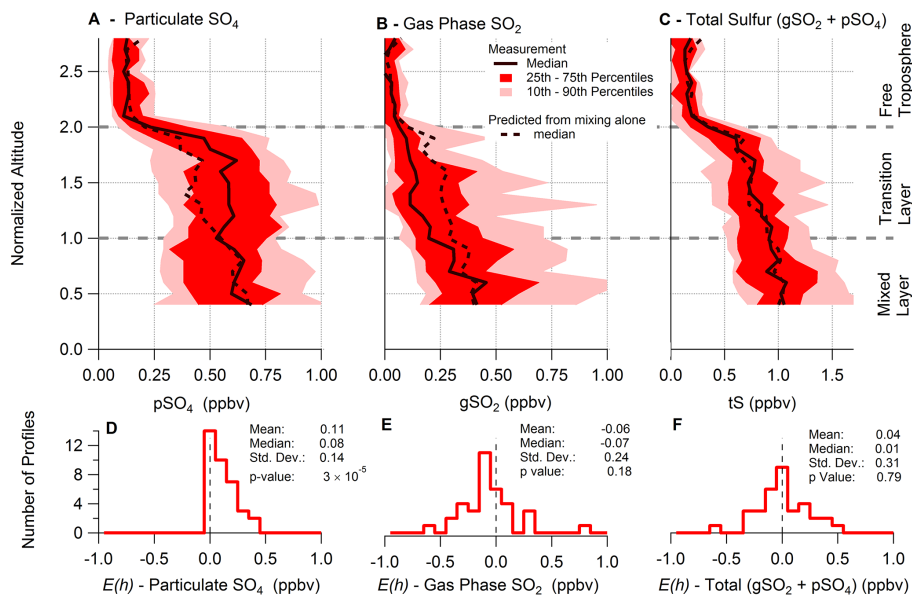 A - Particulate SO4
B - Gas Phase SO2
C - Total Sulfur (gSO2 + pSO4)
Measurement
Median
25th - 75th Percentiles
10th - 90th Percentiles
Predicted from mixing alone
median
Normalized Altitude
2.5
2.0
1.5
1.0
0.5
0.0
Free
Troposphere
Transition
Layer
Mixed
Layer
0.00 0.25 0.50 0.75 1.00
pSO4 (ppbv)
0.00 0.25 0.50 0.75 1.00
gSO2 (ppbv)
0.0 0.5 1.0 1.5
tS (ppbv)
Number of Profiles
12
8
4
0
D
Mean: 0.11
Median: 0.08
Std. Dev.: 0.14
p-value: 3 × 10-5
E
Mean: -0.06
Median: -0.07
Std. Dev.: 0.24
p value: 0.18
F
Mean: 0.04
Median: 0.01
Std. Dev.: 0.31
p Value: 0.79
-1.0 -0.5 0.0 0.5 1.0
E(h) - Particulate SO4 (ppbv)
-1.0 -0.5 0.0 0.5 1.0
E(h) - Gas Phase SO2 (ppbv)
-1.0 -0.5 0.0 0.5 1.0
E(h) - Total (gSO2 + pSO4) (ppbv)